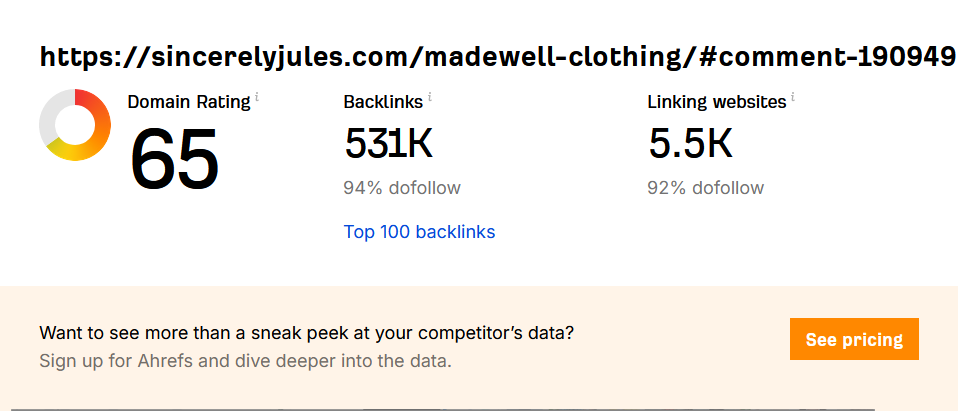 https://sincerelyjules.com/madewell-clothing/#comment-190949
Domain Rating i
Backlinks i
Linking websites i
65
531K
5.5K
94% dofollow
92% dofollow
Top 100 backlinks
Want to see more than a sneak peek at your competitor's data?
Sign up for Ahrefs and dive deeper into the data.
See pricing